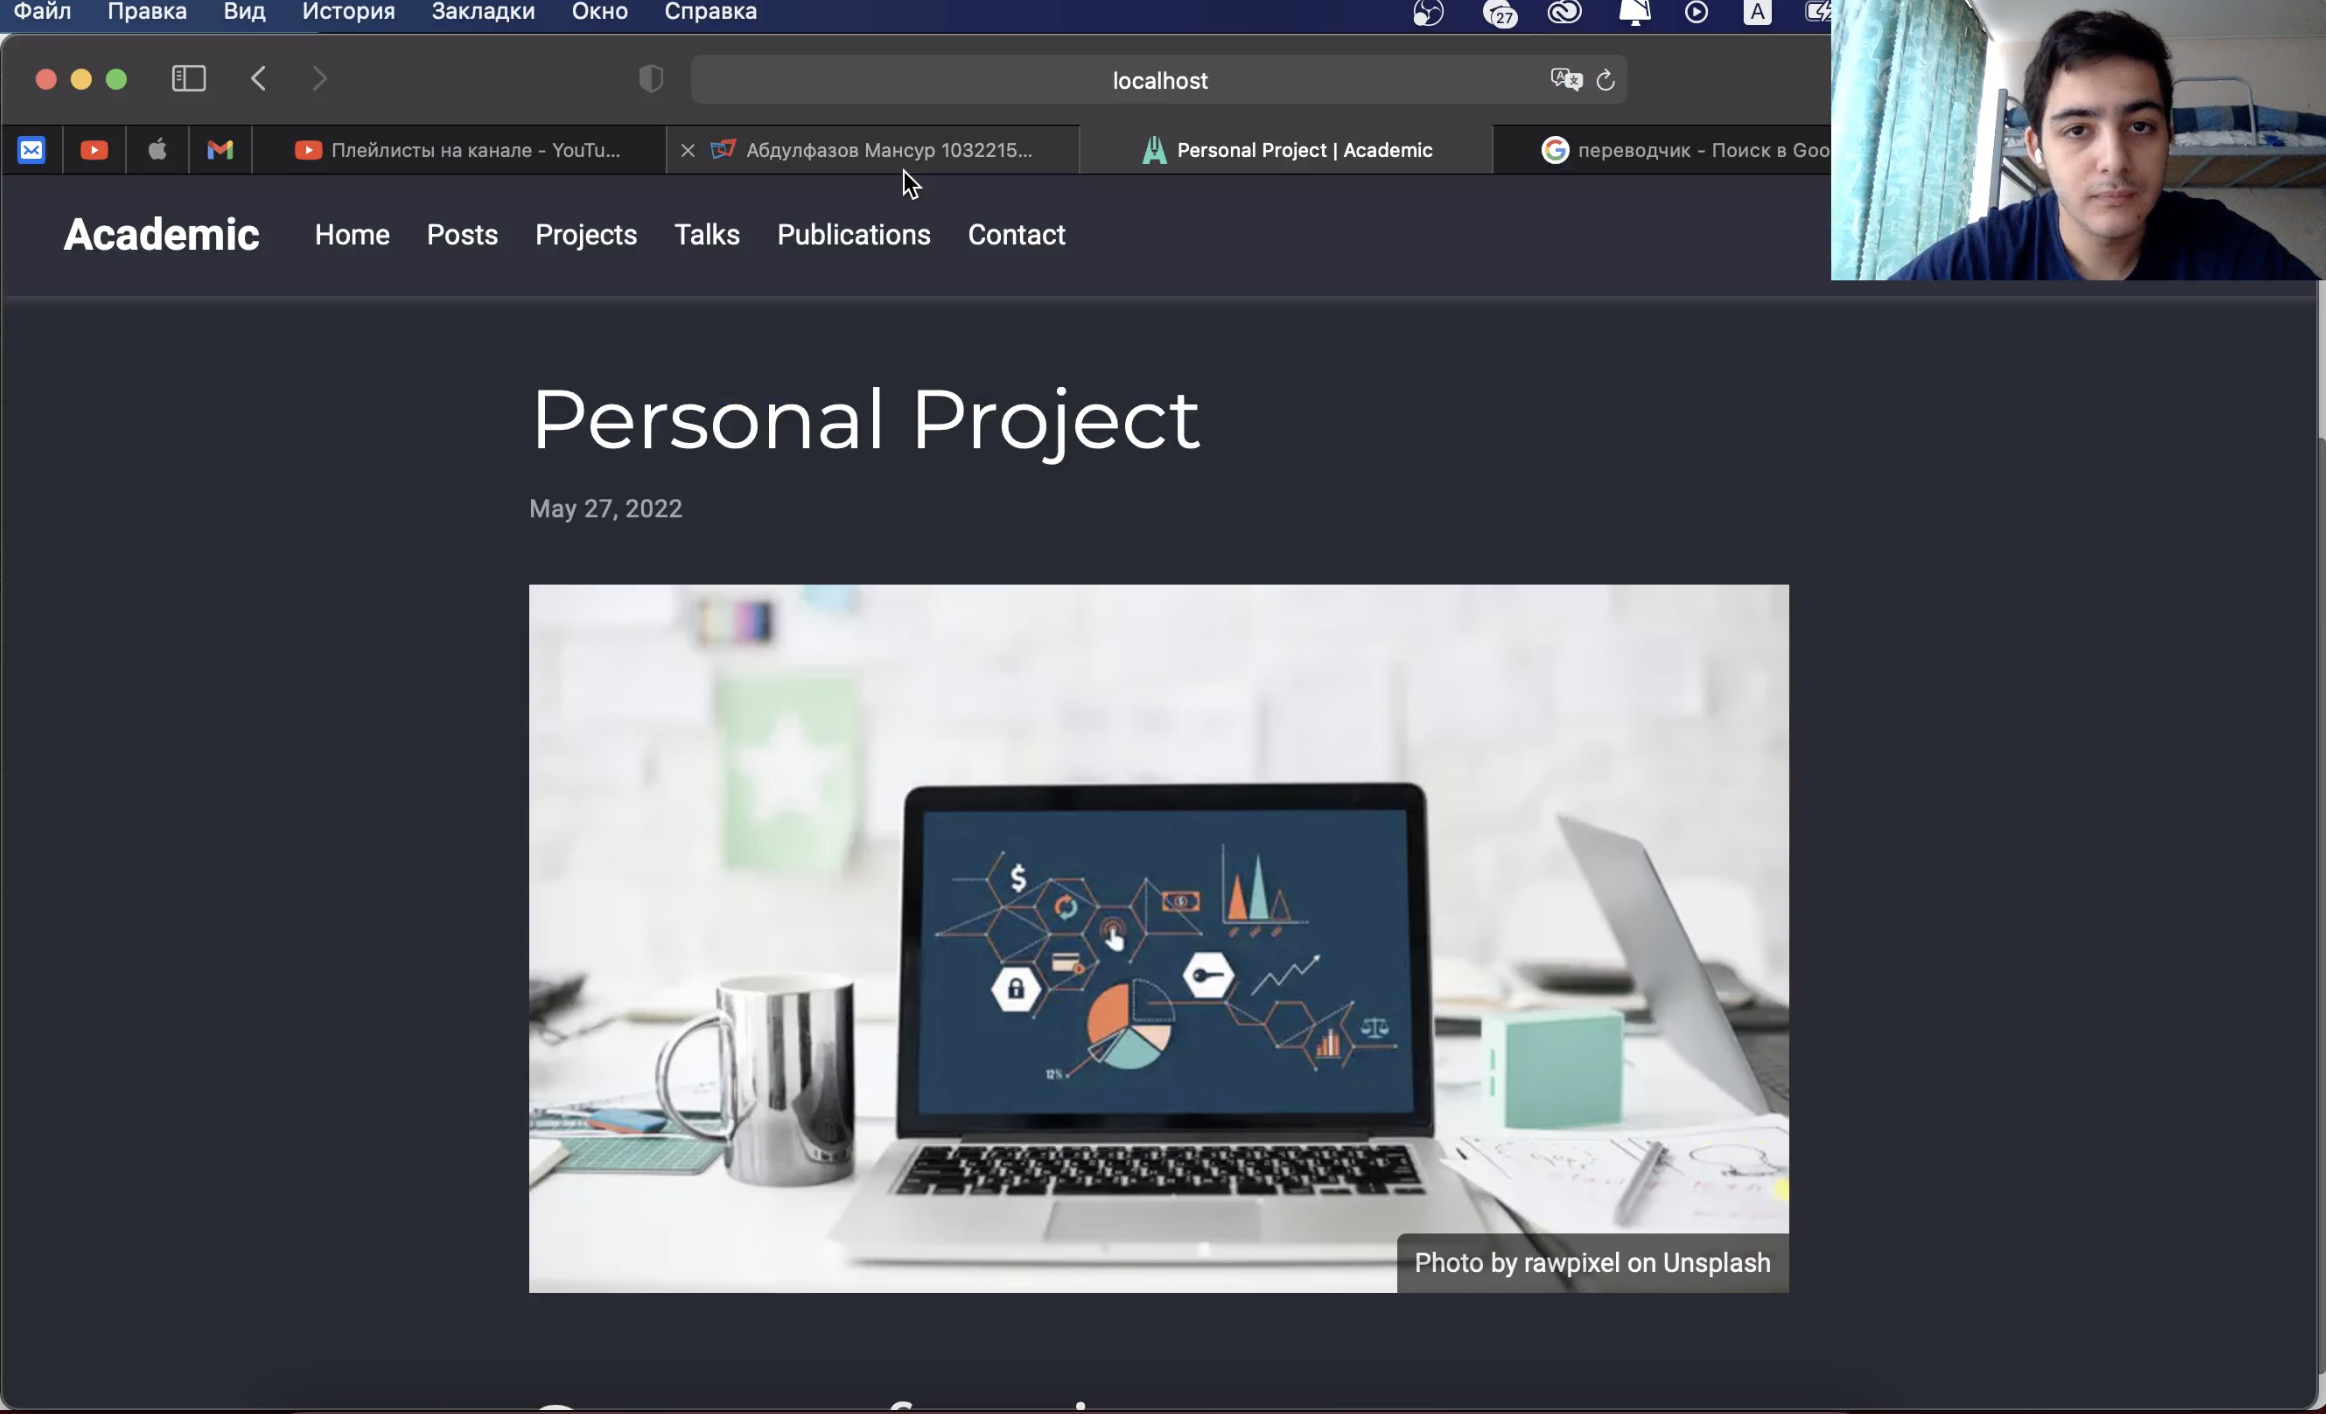 Файл Правка Вид История Закладки Окно Справка
27
A
localhost
Плейлисты на канале - YouTu...
Абдулфазов Мансур 1032215...
Personal Project | Academic
переводчик - Поиск в Goo
Academic Home Posts Projects Talks Publications Contact
Personal Project
May 27, 2022
$
12%
Photo by rawpixel on Unsplash